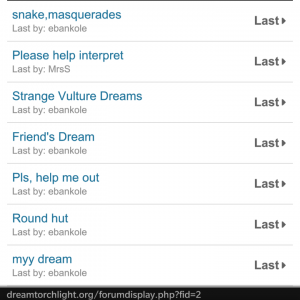 snake,masquerades
Last by: ebankole
Last
Please help interpret
Last by: MrsS
Last
Strange Vulture Dreams
Last by: ebankole
Last
Friend's Dream
Last by: ebankole
Last
Pls, help me out
Last by: ebankole
Last
Round hut
Last by: ebankole
Last
myy dream
Last by: ebankole
Last
dreamtorchlight.org/forumdisplay.php?fid=2